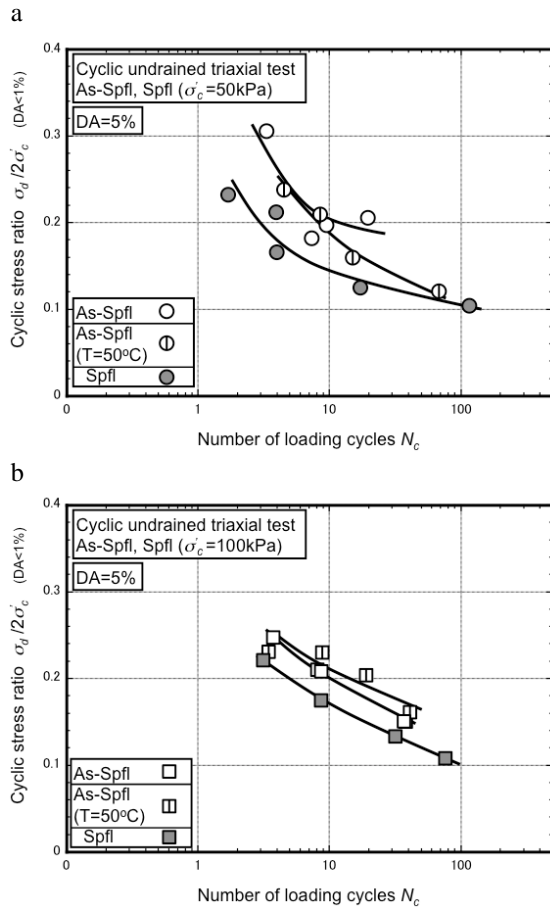 a
0.4
Cyclic undrained triaxial test
As-Spfl, Spfl (σ'c=50kPa)
DA=5%
0.3
0.2
0.1
0
Cyclic stress ratio σd/2σ'c (DA<1%)
As-Spfl
As-Spfl
(T=50°C)
Spfl
0 1 10 100
Number of loading cycles Nc
b
0.4
Cyclic undrained triaxial test
As-Spfl, Spfl (σ'c=100kPa)
DA=5%
0.3
0.2
0.1
0
Cyclic stress ratio σd/2σ'c (DA<1%)
As-Spfl
As-Spfl
(T=50°C)
Spfl
0 1 10 100
Number of loading cycles Nc